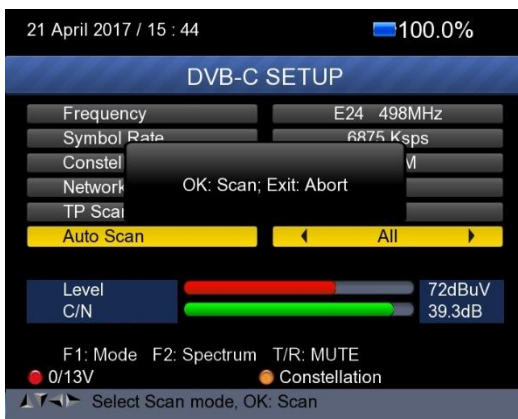 21 April 2017 / 15 : 44 100.0%
DVB-C SETUP
Frequency E24 498MHz
Symbol Rate 6875 Ksps
Constel M
Network
TP Scan
OK: Scan; Exit: Abort
Auto Scan All
Level 72dBuV
C/N 39.3dB
F1: Mode F2: Spectrum T/R: MUTE
0/13V Constellation
Select Scan mode, OK: Scan